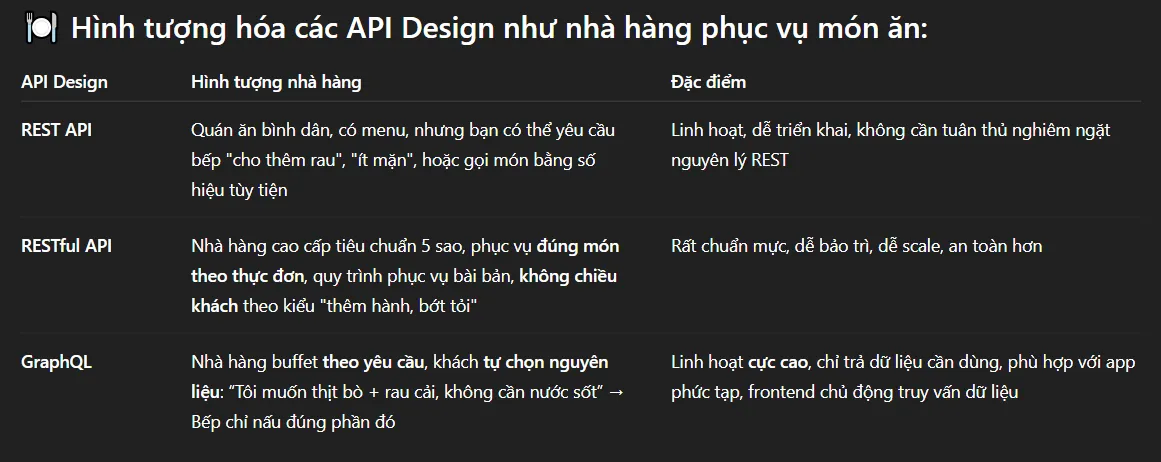 🍽️ Hình tượng hóa các API Design như nhà hàng phục vụ món ăn:
API Design Hình tượng nhà hàng Đặc điểm
REST API Quán ăn bình dân, có menu, nhưng bạn có thể yêu cầu Linh hoạt, dễ triển khai, không cần tuân thủ nghiêm ngặt
bếp "cho thêm rau", "ít mặn", hoặc gọi món bằng số nguyên lý REST
hiệu tùy tiện
RESTful API Nhà hàng cao cấp tiêu chuẩn 5 sao, phục vụ đúng món Rất chuẩn mực, dễ bảo trì, dễ scale, an toàn hơn
theo thực đơn, quy trình phục vụ bài bản, không chiều
khách theo kiểu "thêm hành, bớt tỏi"
GraphQL Nhà hàng buffet theo yêu cầu, khách tự chọn nguyên Linh hoạt cực cao, chỉ trả dữ liệu cần dùng, phù hợp với app
liệu: “Tôi muốn thịt bò + rau cải, không cần nước sốt” → phức tạp, frontend chủ động truy vấn dữ liệu
Bếp chỉ nấu đúng phần đó